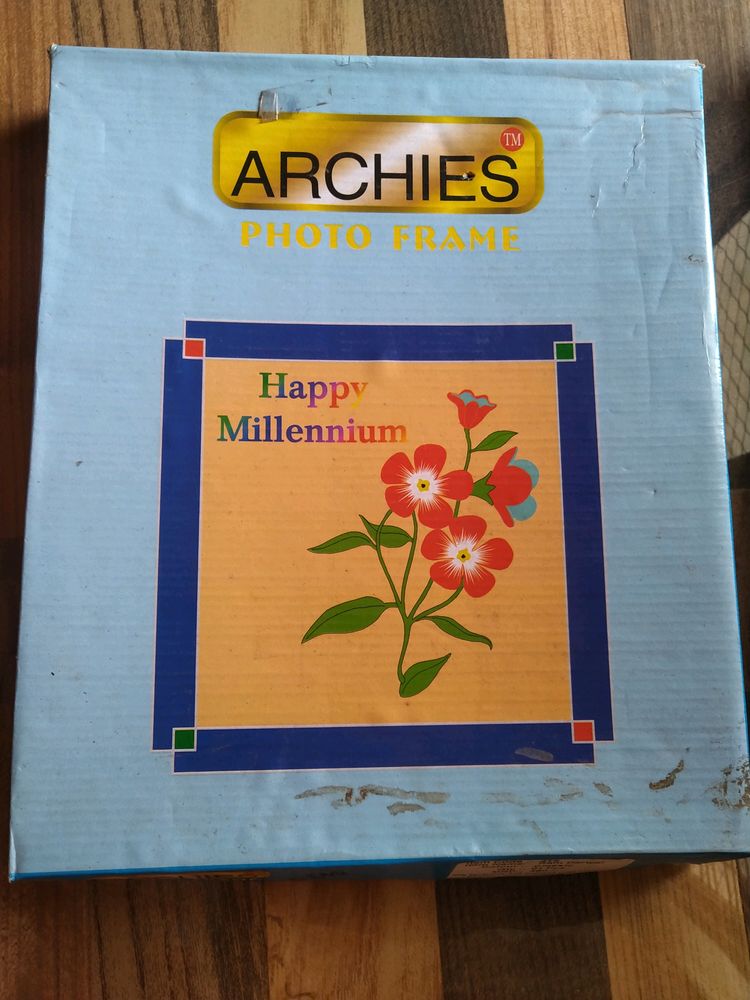 ARCHIES TM
PHOTO FRAME
Happy
Millennium